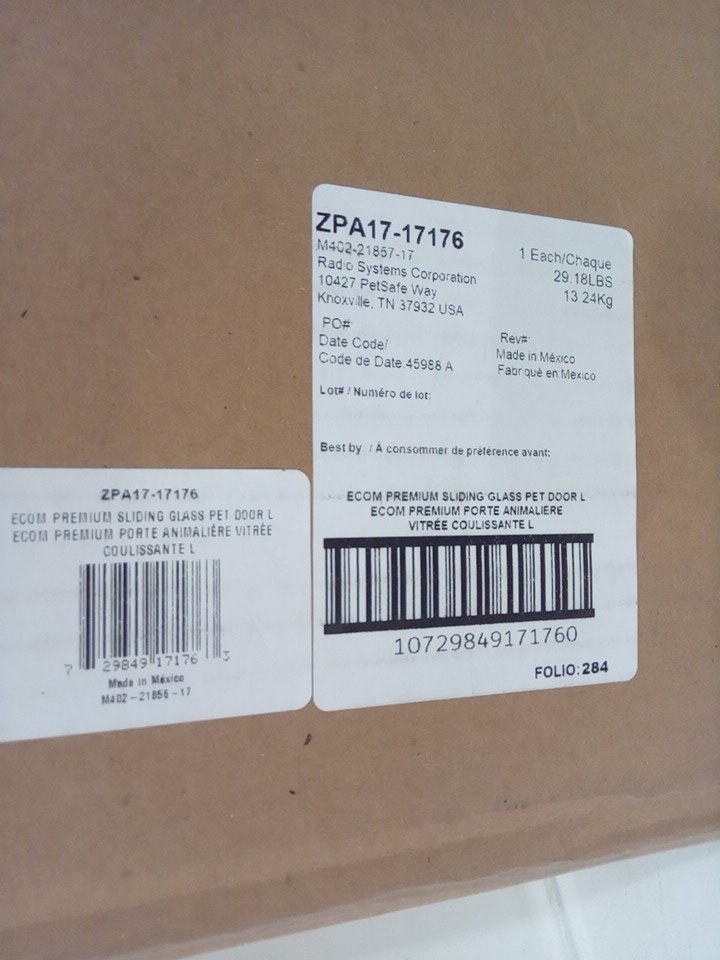 ZPA17-17176
M402-21857-17
Radio Systems Corporation
10427 PetSafe Way
Knoxville, TN 37932 USA
1 Each/Chaque
29.18LBS
13.24Kg
PO#:
Date Code/
Code de Date:45988 A
Rev#:
Made in México
Fabriqué en Mexico
Lot# / Numéro de lot:
Best by: / À consommer de préférence avant:
ECOM PREMIUM SLIDING GLASS PET DOOR L
ECOM PREMIUM PORTE ANIMALIÈRE
VITRÉE COULISSANTE L
10729849171760
FOLIO:284
ZPA17-17176
ECOM PREMIUM SLIDING GLASS PET DOOR L
ECOM PREMIUM PORTE ANIMALIÈRE VITRÉE
COULISSANTE L
7 29849 17176 3
Made in México
M402-21856-17